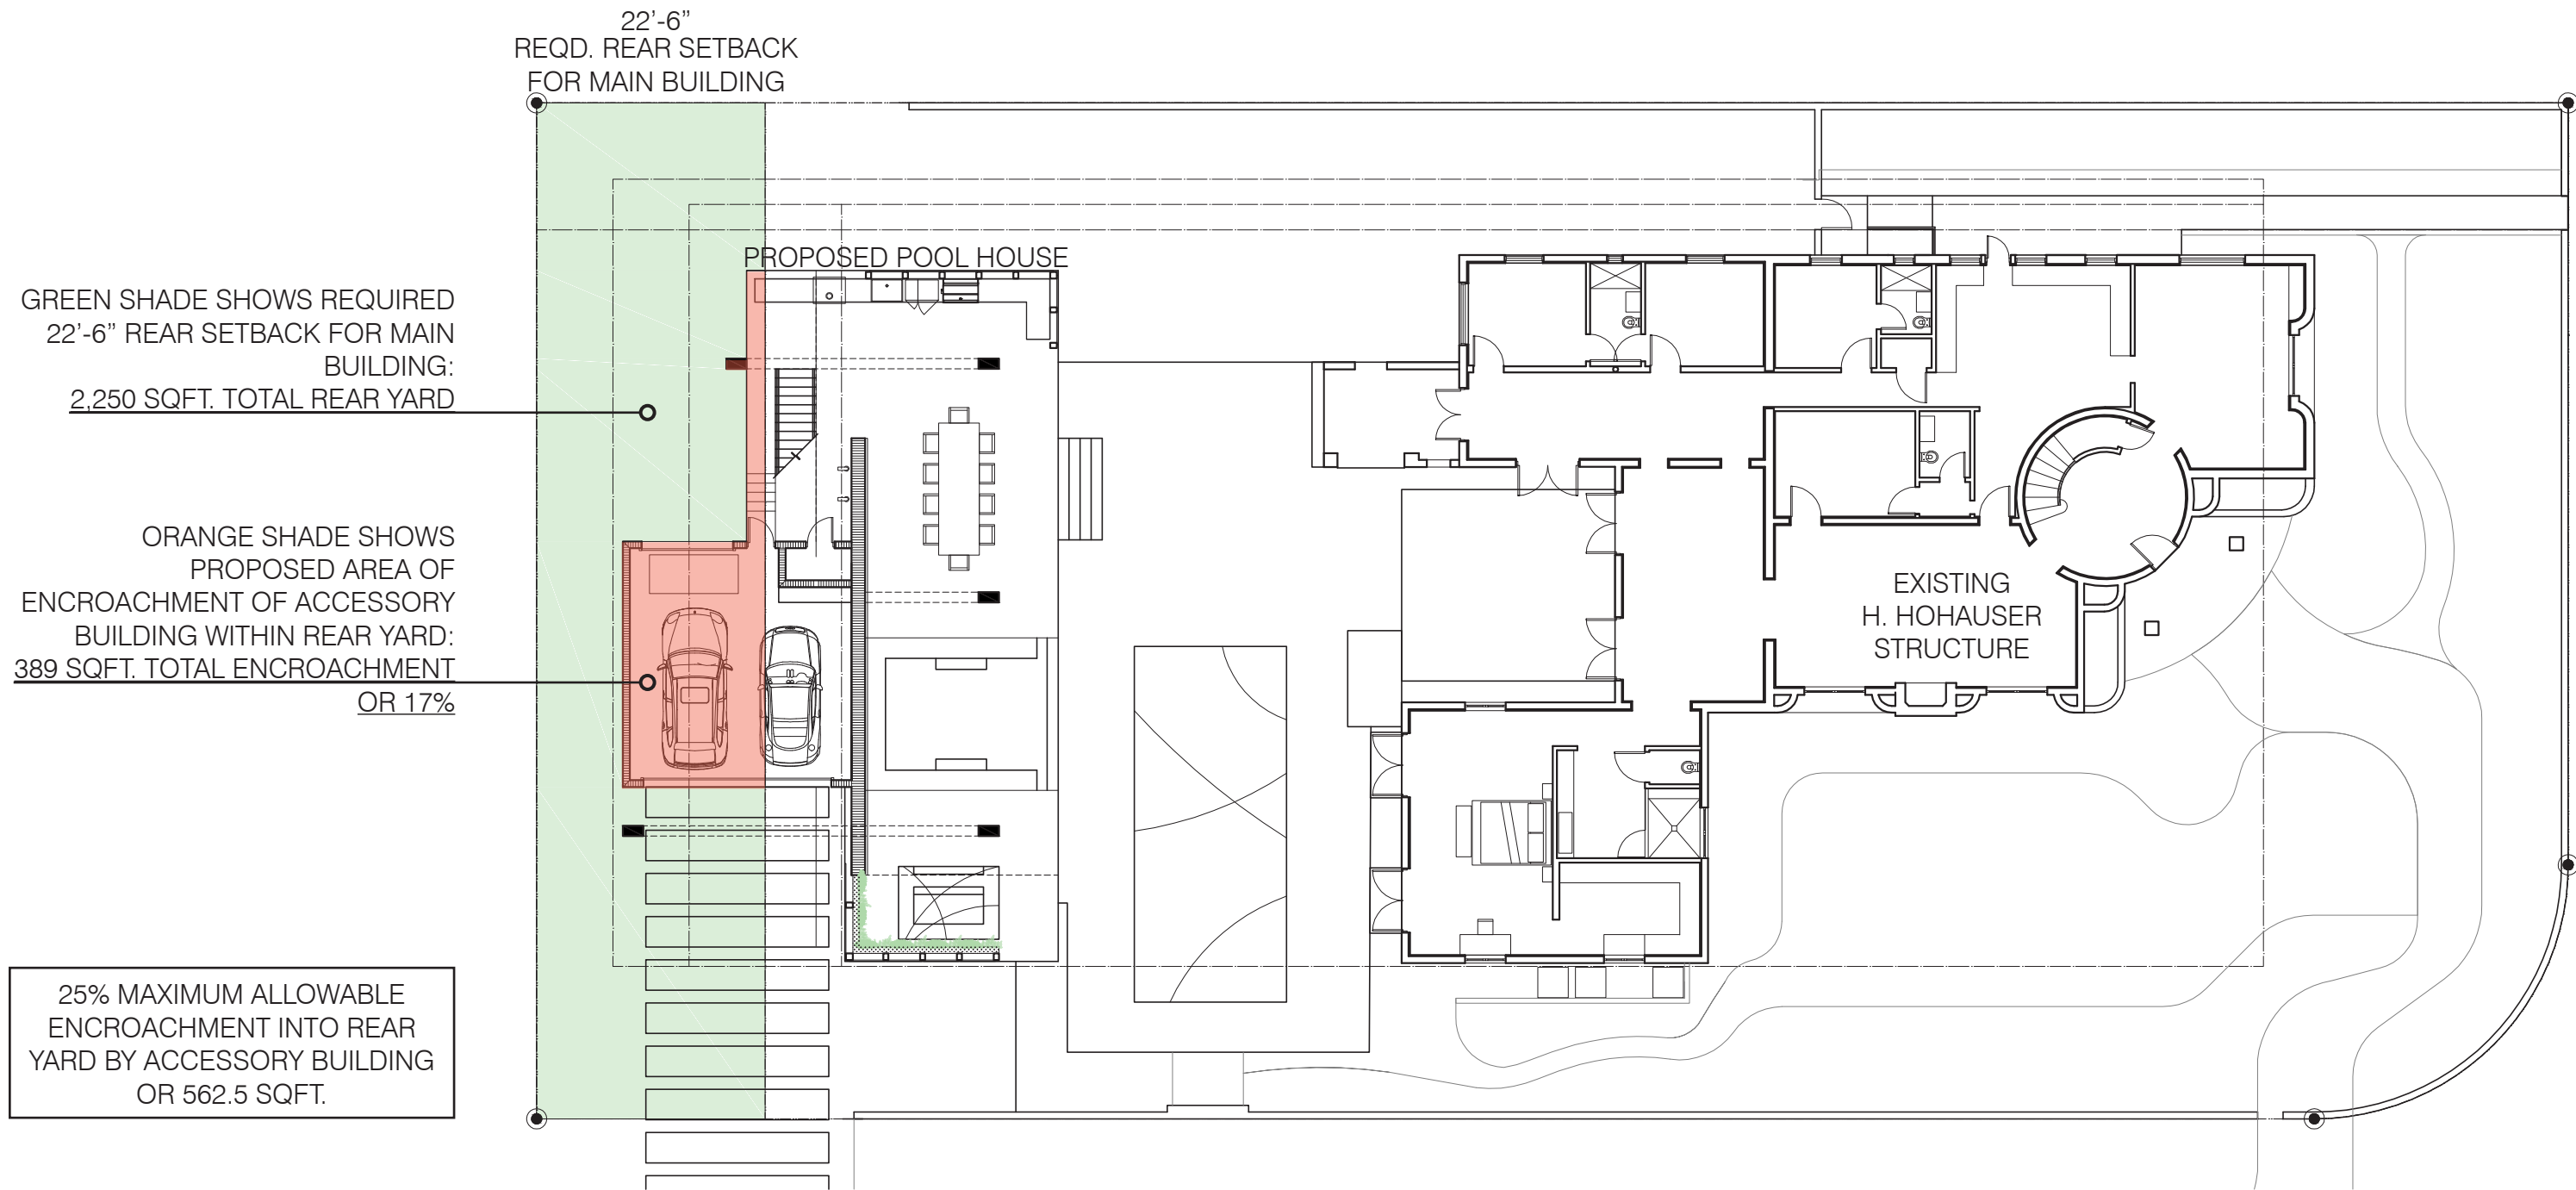 22’-6”
REQD. REAR SETBACK
FOR MAIN BUILDING
PROPOSED POOL HOUSE
GREEN SHADE SHOWS REQUIRED
22’-6” REAR SETBACK FOR MAIN
BUILDING:
2,250 SQFT. TOTAL REAR YARD
ORANGE SHADE SHOWS
PROPOSED AREA OF
ENCROACHMENT OF ACCESSORY
BUILDING WITHIN REAR YARD:
389 SQFT. TOTAL ENCROACHMENT
OR 17%
EXISTING
H. HOHAUSER
STRUCTURE
25% MAXIMUM ALLOWABLE
ENCROACHMENT INTO REAR
YARD BY ACCESSORY BUILDING
OR 562.5 SQFT.